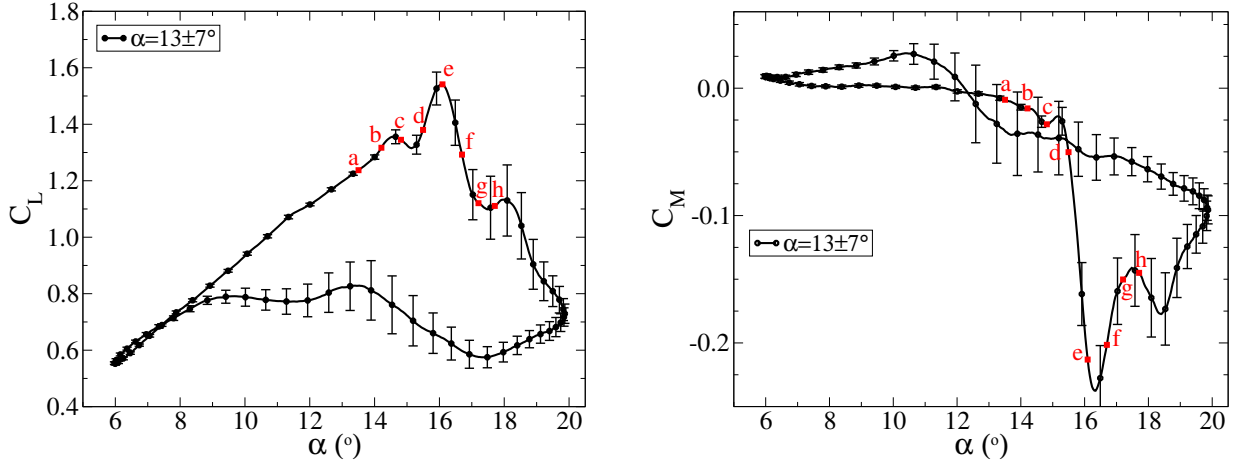 α=13±7°
1.8
1.6
1.4
1.2
1.0
0.8
0.6
0.4
C_L
a
b
c
d
e
f
g
h
6 8 10 12 14 16 18 20
α (°)
α=13±7°
0.0
-0.1
-0.2
C_M
a
b
c
d
e
f
g
h
6 8 10 12 14 16 18 20
α (°)